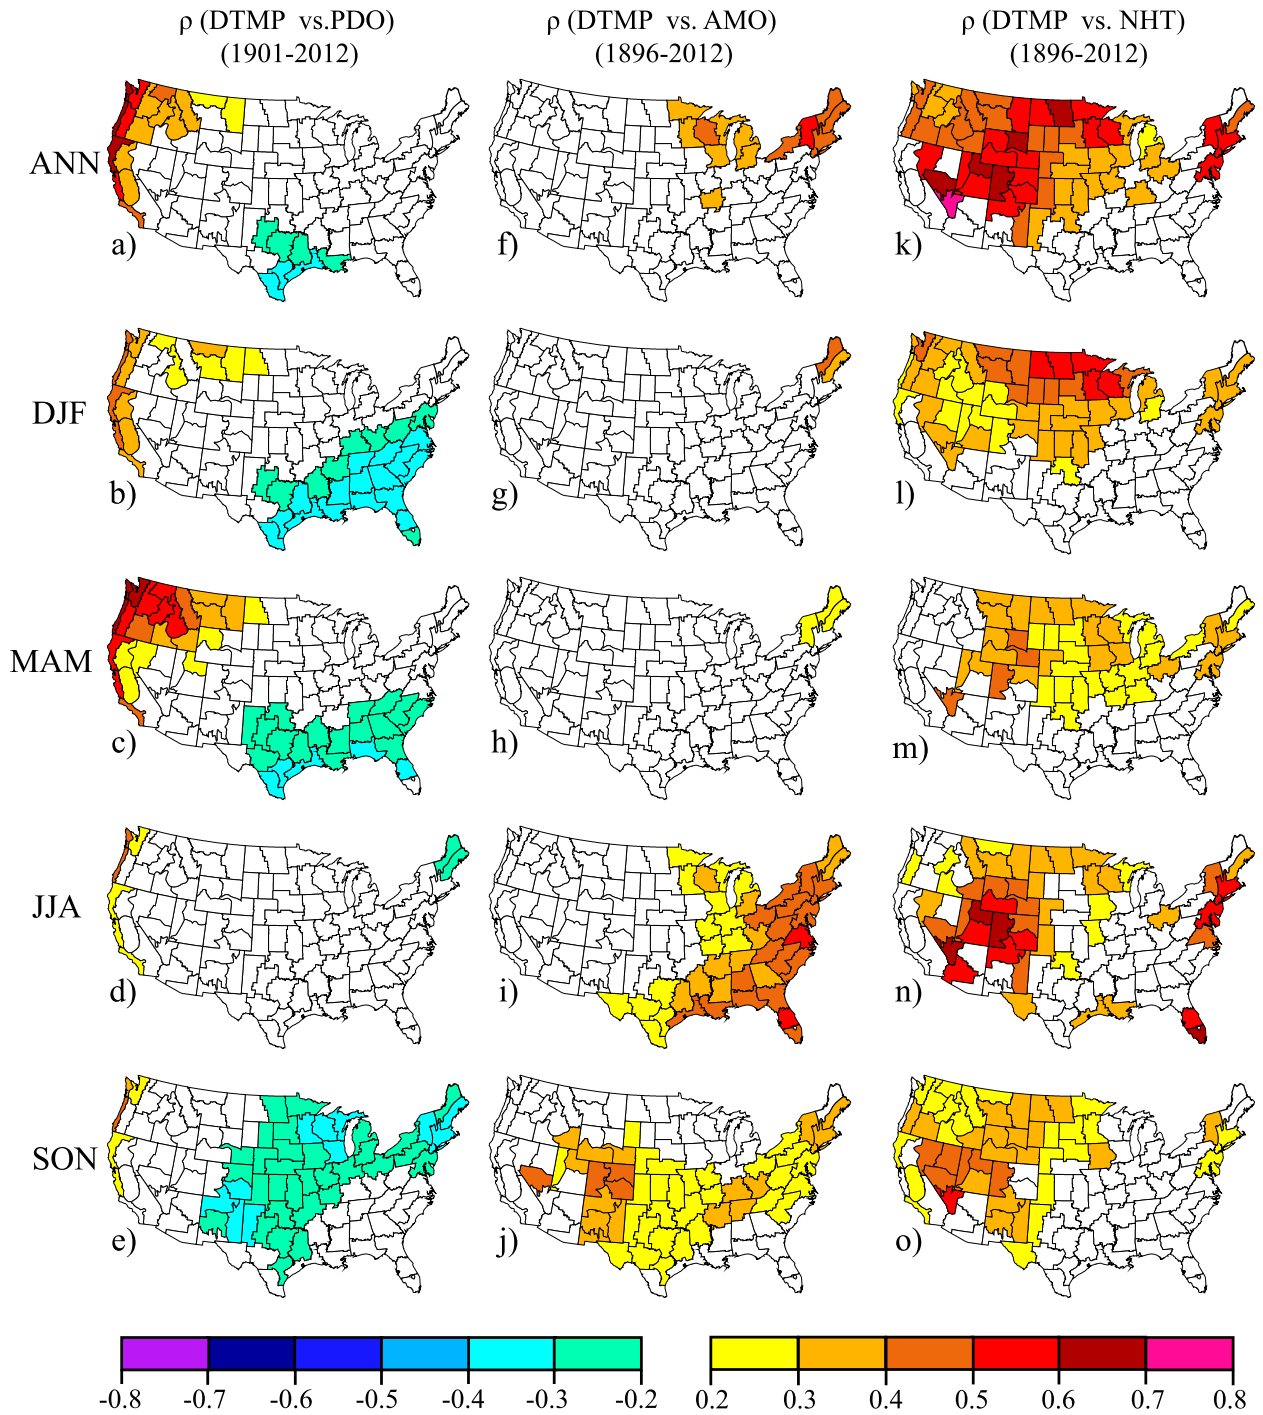 ρ (DTMP vs.PDO) ρ (DTMP vs. AMO) ρ (DTMP vs. NHT)
(1901-2012) (1896-2012) (1896-2012)
ANN
a) f) k)
DJF
b) g) l)
MAM
c) h) m)
JJA
d) i) n)
SON
e) j) o)
-0.8 -0.7 -0.6 -0.5 -0.4 -0.3 -0.2 0.2 0.3 0.4 0.5 0.6 0.7 0.8